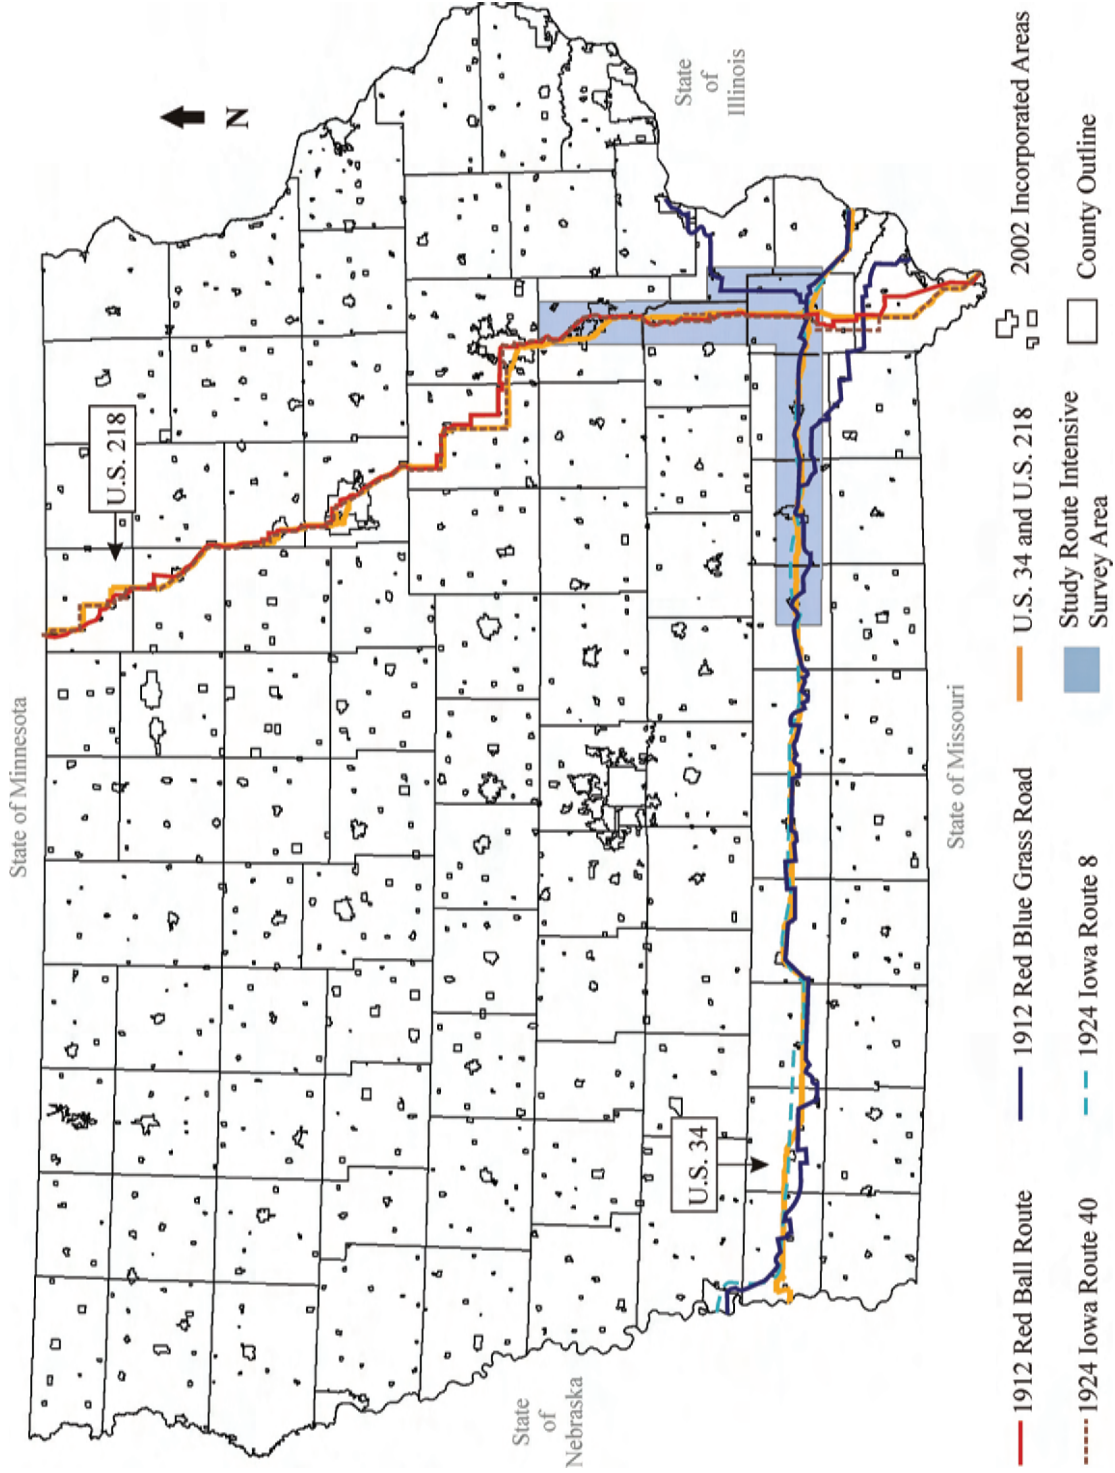 State of Minnesota
U.S. 218
N
State
of
Illinois
U.S. 34
State
of
Nebraska
State of Missouri
1912 Red Ball Route
1912 Red Blue Grass Road
U.S. 34 and U.S. 218
2002 Incorporated Areas
1924 Iowa Route 40
1924 Iowa Route 8
Study Route Intensive
Survey Area
County Outline